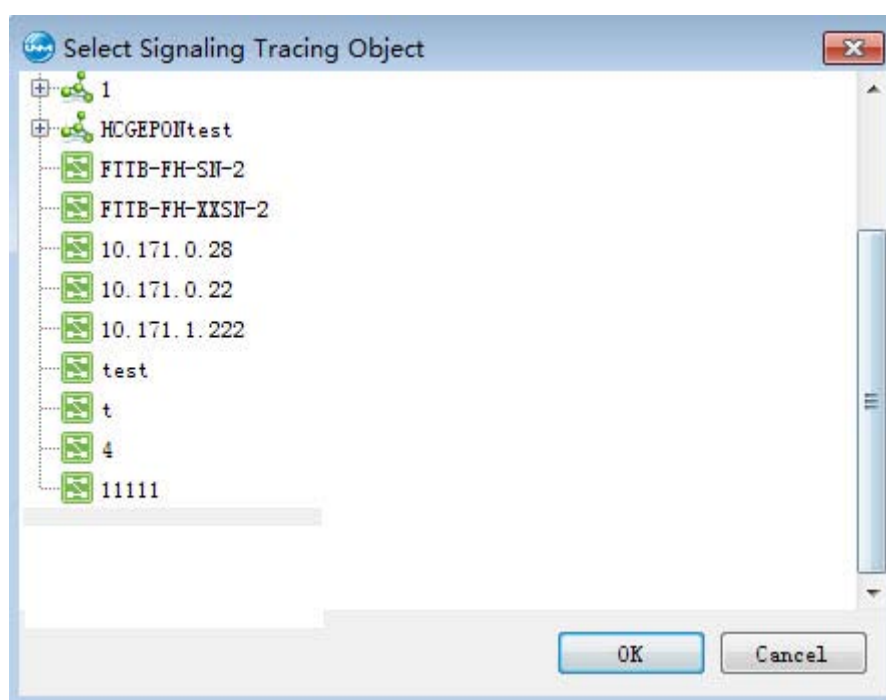 Select Signaling Tracing Object
1
HCGEPONtest
FTTB-FH-SN-2
FTTB-FH-XXSN-2
10.171.0.28
10.171.0.22
10.171.1.222
test
t
4
11111
OK
Cancel